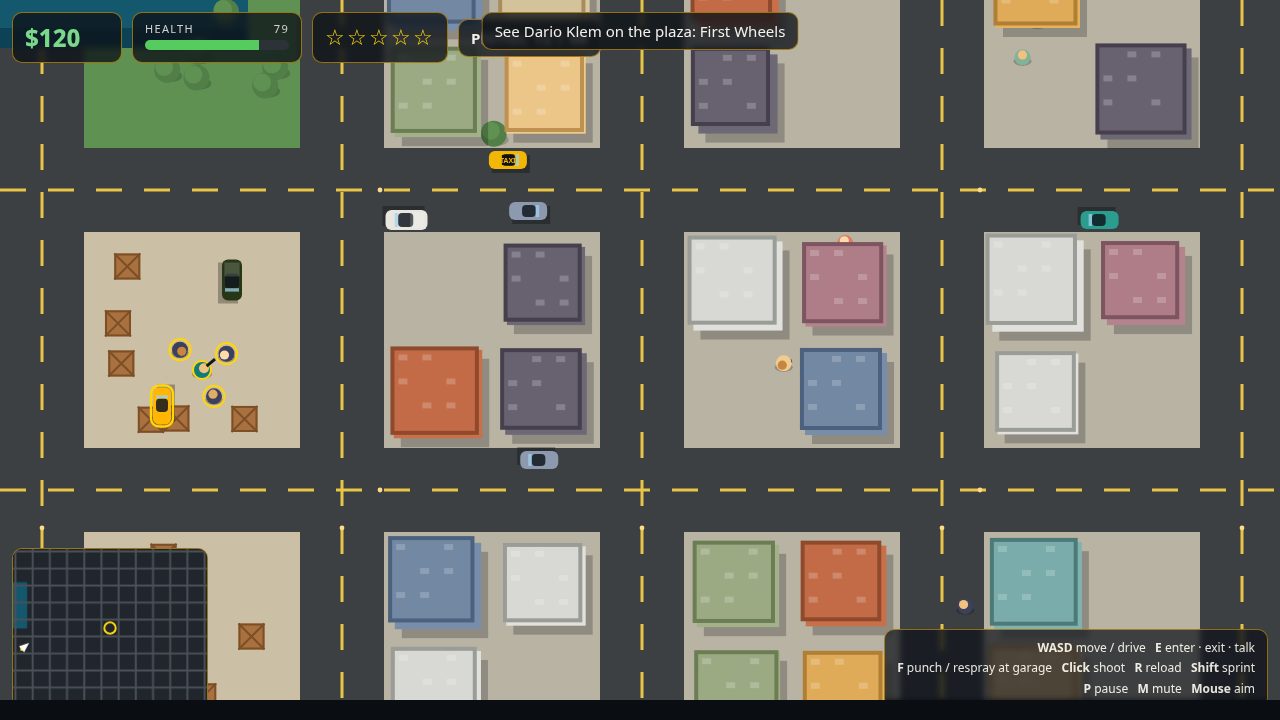 $120
HEALTH 79
☆☆☆☆☆
P
See Dario Klem on the plaza: First Wheels
TAXI
WASD move / drive E enter · exit · talk
F punch / respray at garage Click shoot R reload Shift sprint
P pause M mute Mouse aim